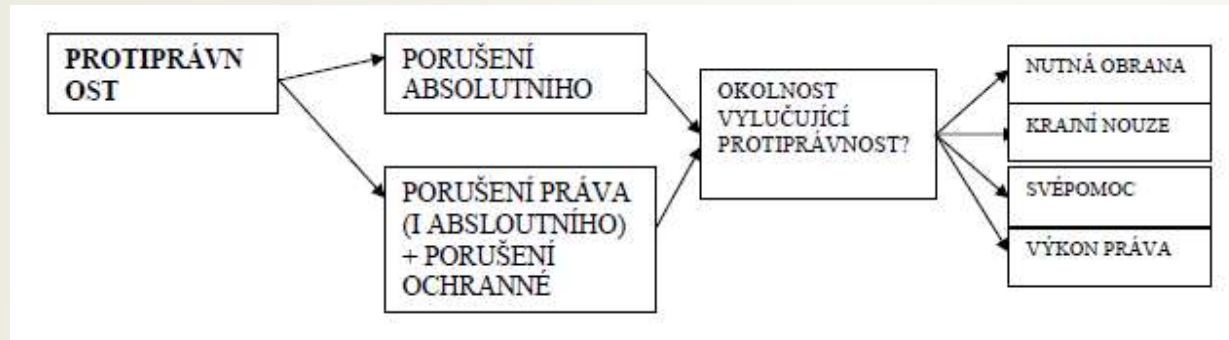 PROTIPRÁVN
OST
PORUŠENÍ
ABSOLUTNÍHO
PORUŠENÍ PRÁVA
(I ABSLOUTNÍHO)
+ PORUŠENÍ
OCHRANNÉ
OKOLNOST
VYLUČUJÍCÍ
PROTIPRÁVNOST?
NUTNÁ OBRANA
KRAJNÍ NOUZE
SVÉPOMOC
VÝKON PRÁVA